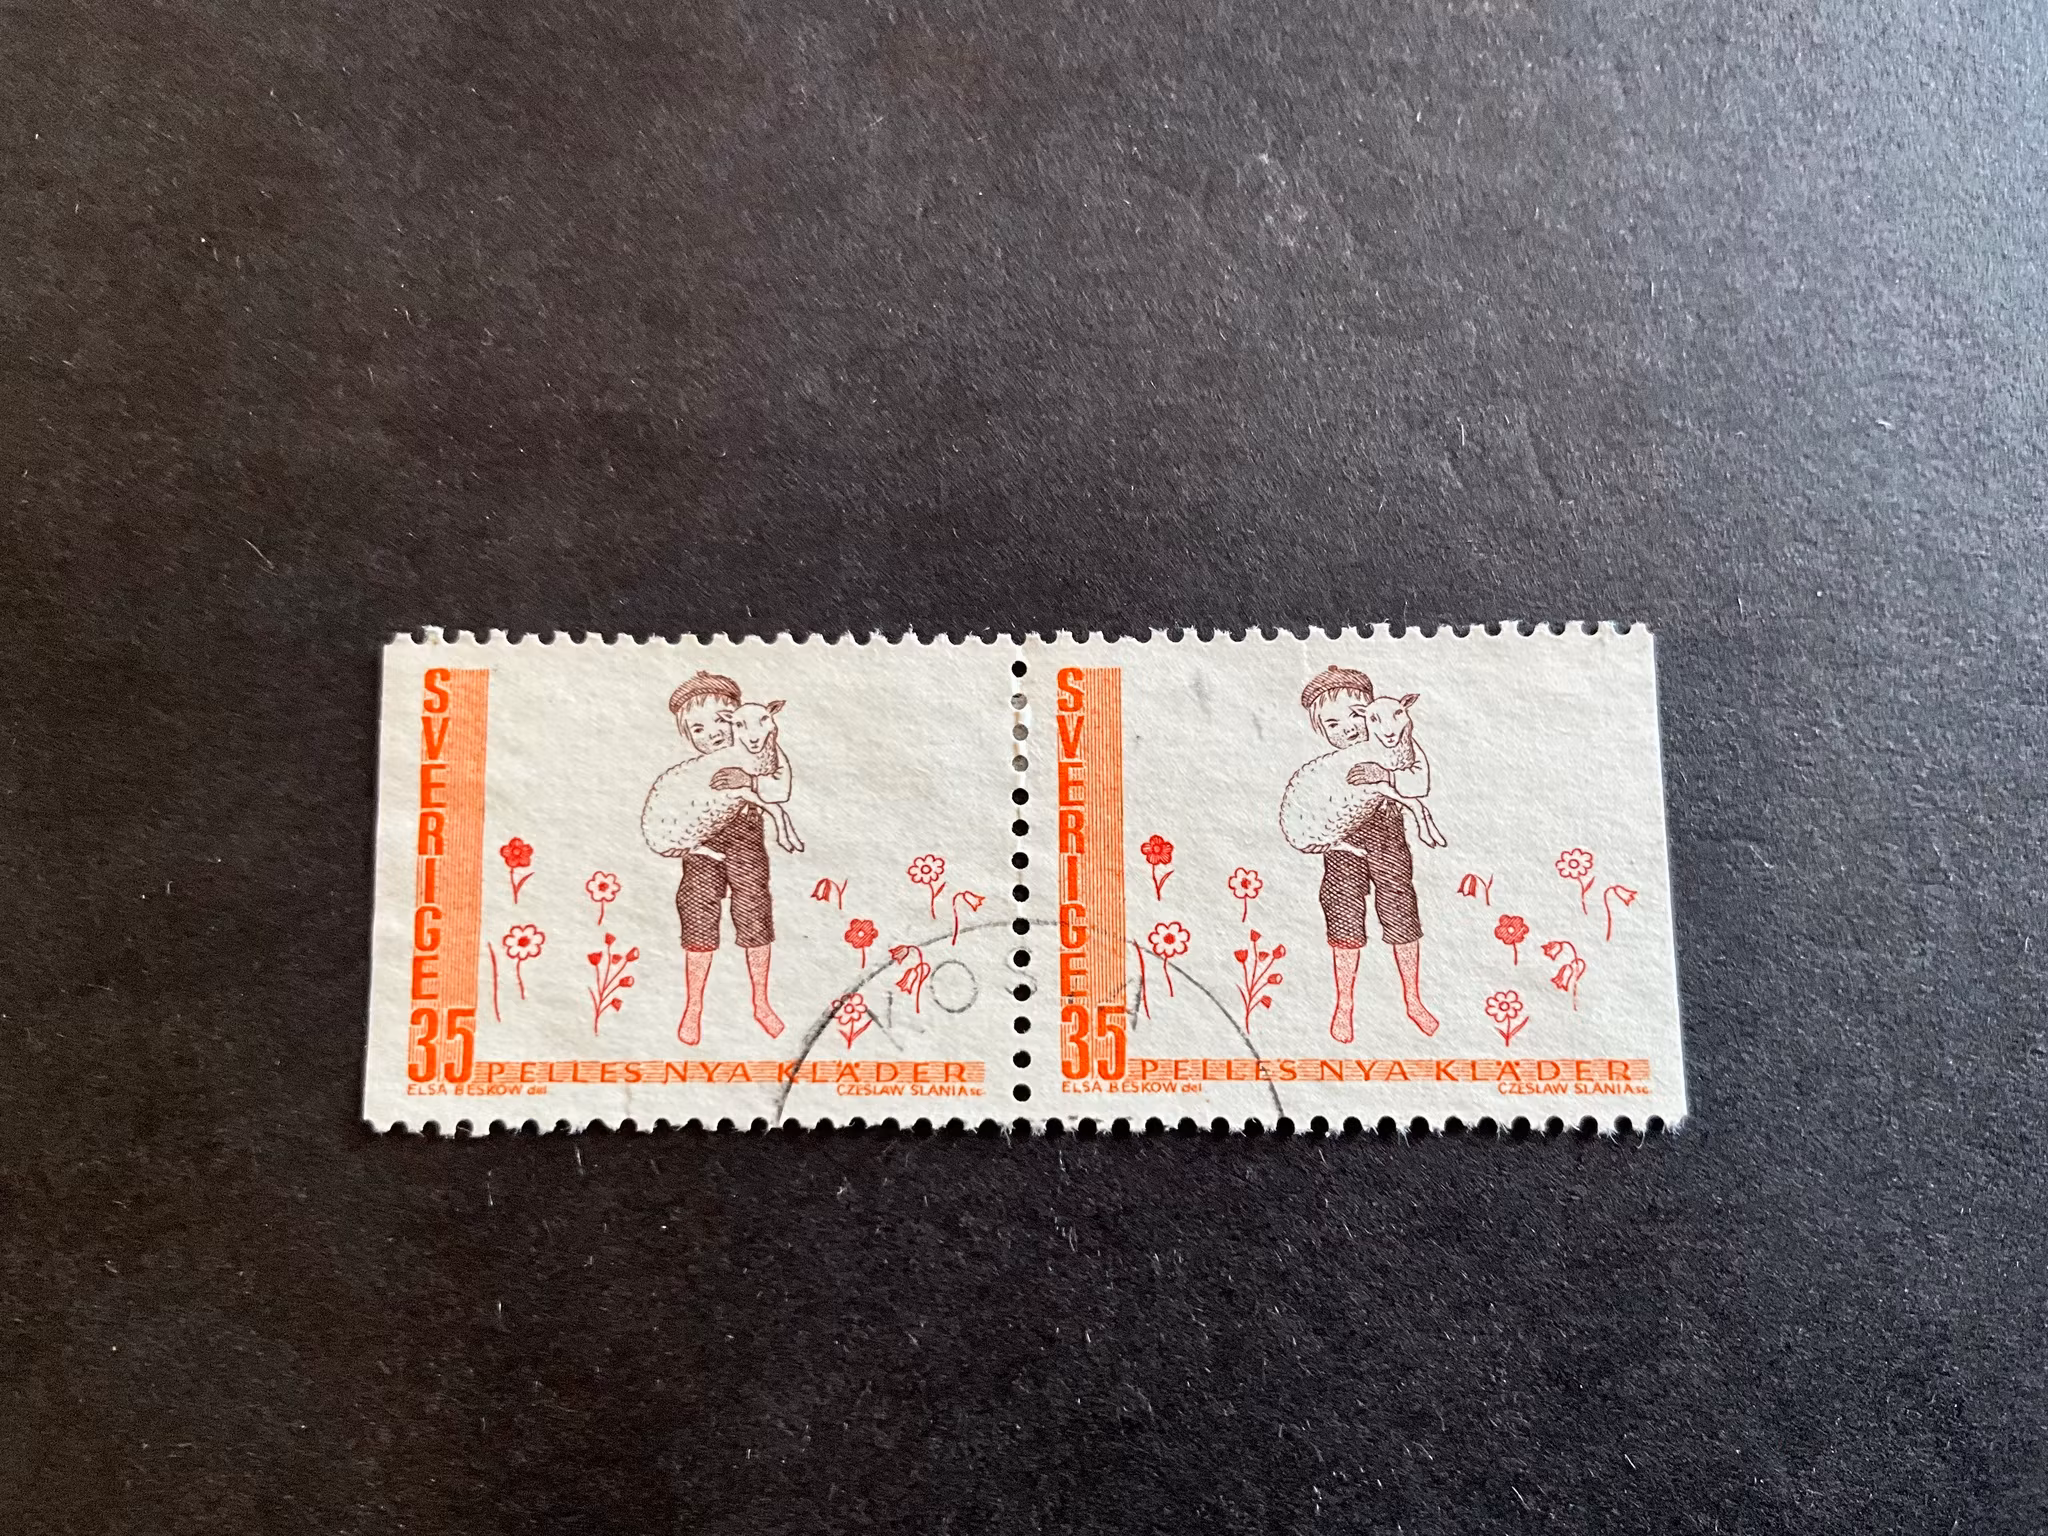 SVERIGE
35
PELLES NYA KLÄDER
ELSA BESKOW del.
CZESLAW SLANIA sc.
SVERIGE
35
PELLES NYA KLÄDER
ELSA BESKOW del.
CZESLAW SLANIA sc.